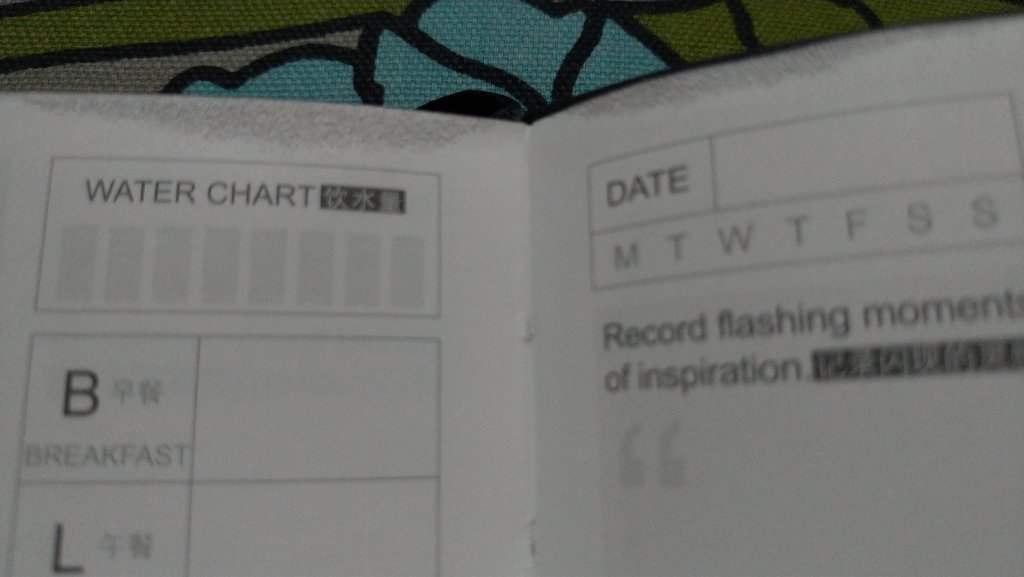 WATER CHART 饮水量
B 早餐
BREAKFAST
L 午餐
DATE
M T W T F S S
Record flashing moments
of inspiration.
“